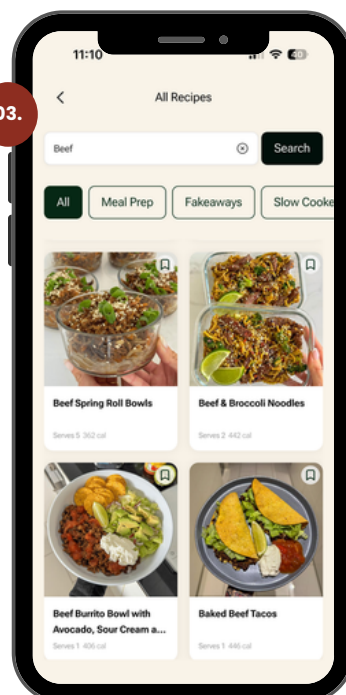 11:10
40
03.
All Recipes
Beef
Search
All
Meal Prep
Fakeaways
Slow Cooke
Beef Spring Roll Bowls
Serves 5 362 cal
Beef & Broccoli Noodles
Serves 2 442 cal
Beef Burrito Bowl with
Avocado, Sour Cream a...
Serves 1 406 cal
Baked Beef Tacos
Serves 1 446 cal